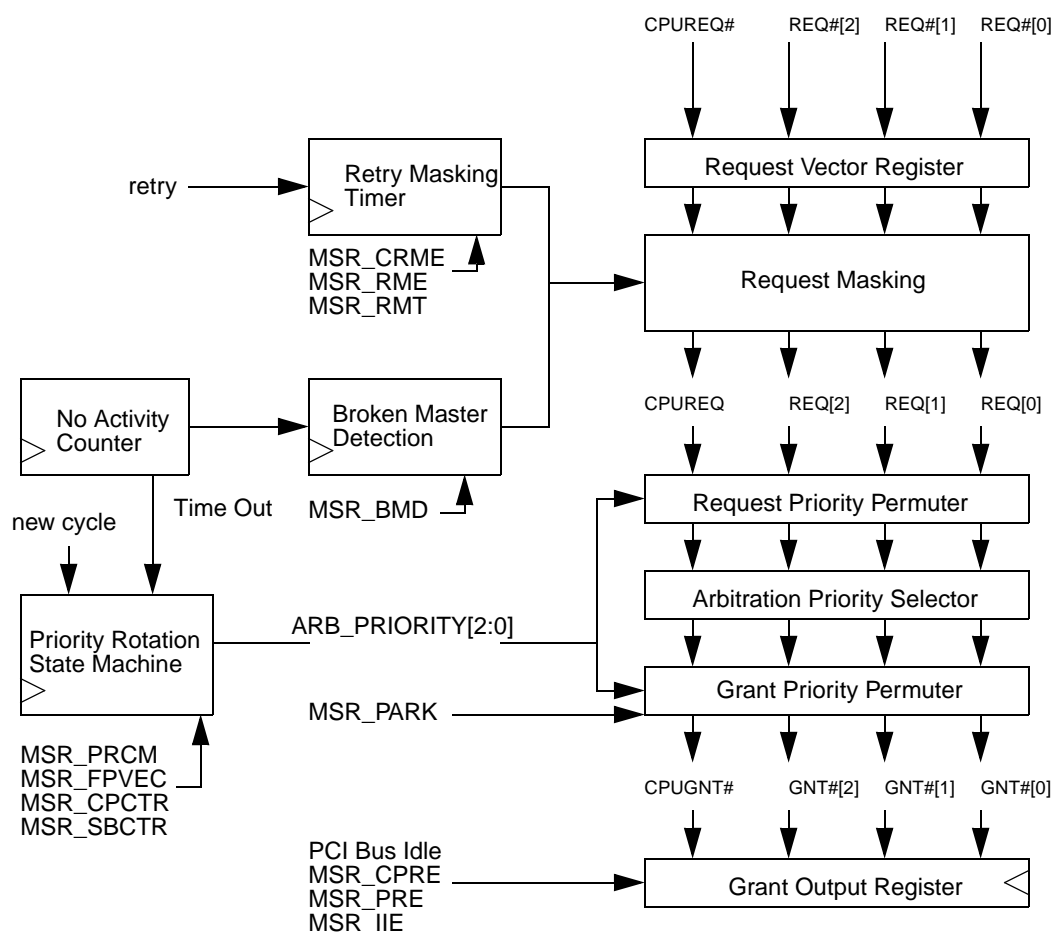 CPUREQ# REQ#[2] REQ#[1] REQ#[0]
Request Vector Register
retry
Retry Masking
Timer
MSR_CRME
MSR_RME
MSR_RMT
Request Masking
No Activity
Counter
Broken Master
Detection
CPUREQ REQ[2] REQ[1] REQ[0]
new cycle
Time Out
MSR_BMD
Request Priority Permuter
Arbitration Priority Selector
Priority Rotation
State Machine
ARB_PRIORITY[2:0]
Grant Priority Permuter
MSR_PARK
MSR_PRCM
MSR_FPVEC
MSR_CPCTR
MSR_SBCTR
CPUGNT# GNT#[2] GNT#[1] GNT#[0]
PCI Bus Idle
MSR_CPRE
MSR_PRE
MSR_IIE
Grant Output Register